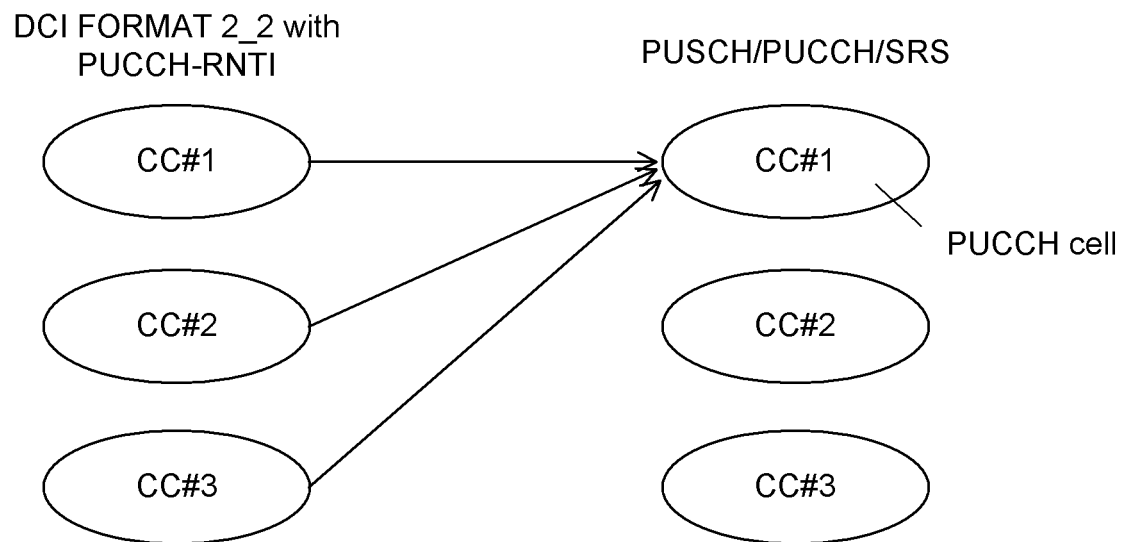 DCI FORMAT 2_2 with
PUCCH-RNTI
PUSCH/PUCCH/SRS
CC#1
CC#1
PUCCH cell
CC#2
CC#2
CC#3
CC#3